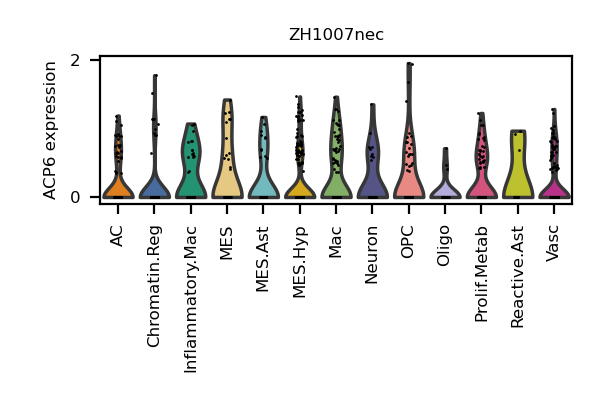 ZH1007nec
ACP6 expression
2
0
AC
Chromatin.Reg
Inflammatory.Mac
MES
MES.Ast
MES.Hyp
Mac
Neuron
OPC
Oligo
Prolif.Metab
Reactive.Ast
Vasc